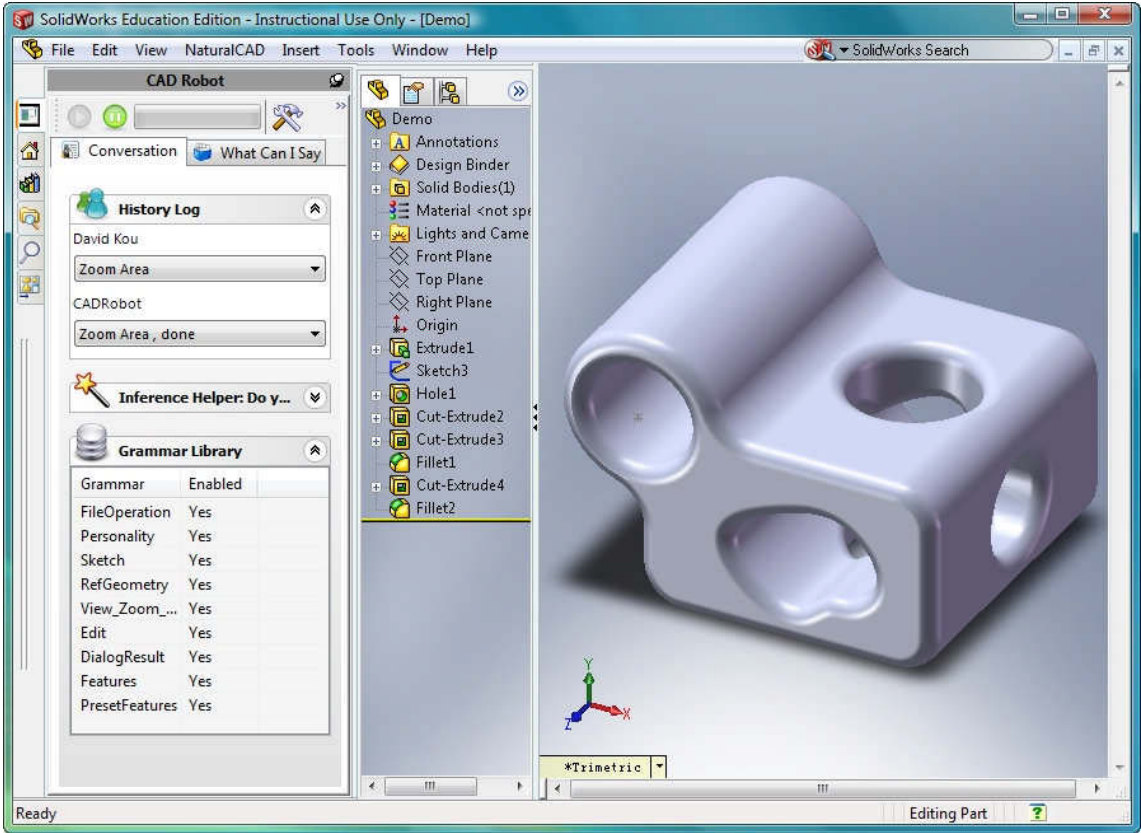 SolidWorks Education Edition - Instructional Use Only - [Demo]
File Edit View NaturalCAD Insert Tools Window Help
SolidWorks Search
CAD Robot
Conversation
What Can I Say
History Log
David Kou
Zoom Area
CADRobot
Zoom Area , done
Inference Helper: Do y...
Grammar Library
Grammar Enabled
FileOperation Yes
Personality Yes
Sketch Yes
RefGeometry Yes
View_Zoom_... Yes
Edit Yes
DialogResult Yes
Features Yes
PresetFeatures Yes
Demo
Annotations
Design Binder
Solid Bodies(1)
Material <not spe
Lights and Came
Front Plane
Top Plane
Right Plane
Origin
Extrude1
Sketch3
Hole1
Cut-Extrude2
Cut-Extrude3
Fillet1
Cut-Extrude4
Fillet2
Y
X
Z
*Trimetric
Ready
Editing Part